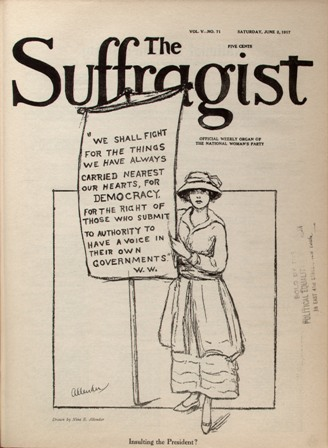 VOL. V—NO. 71
SATURDAY, JUNE 2, 1917
FIVE CENTS
The
Suffragist
OFFICIAL WEEKLY ORGAN OF
THE NATIONAL WOMAN'S PARTY
"WE SHALL FIGHT
FOR THE THINGS
WE HAVE ALWAYS
CARRIED NEAREST
OUR HEARTS, FOR
DEMOCRACY,
FOR THE RIGHT OF
THOSE WHO SUBMIT
TO AUTHORITY TO
HAVE A VOICE IN
THEIR OWN
GOVERNMENTS."
W. W.
Allender
Drawn by Nina E. Allender
POLITICAL EQUALITY
Insulting the President?